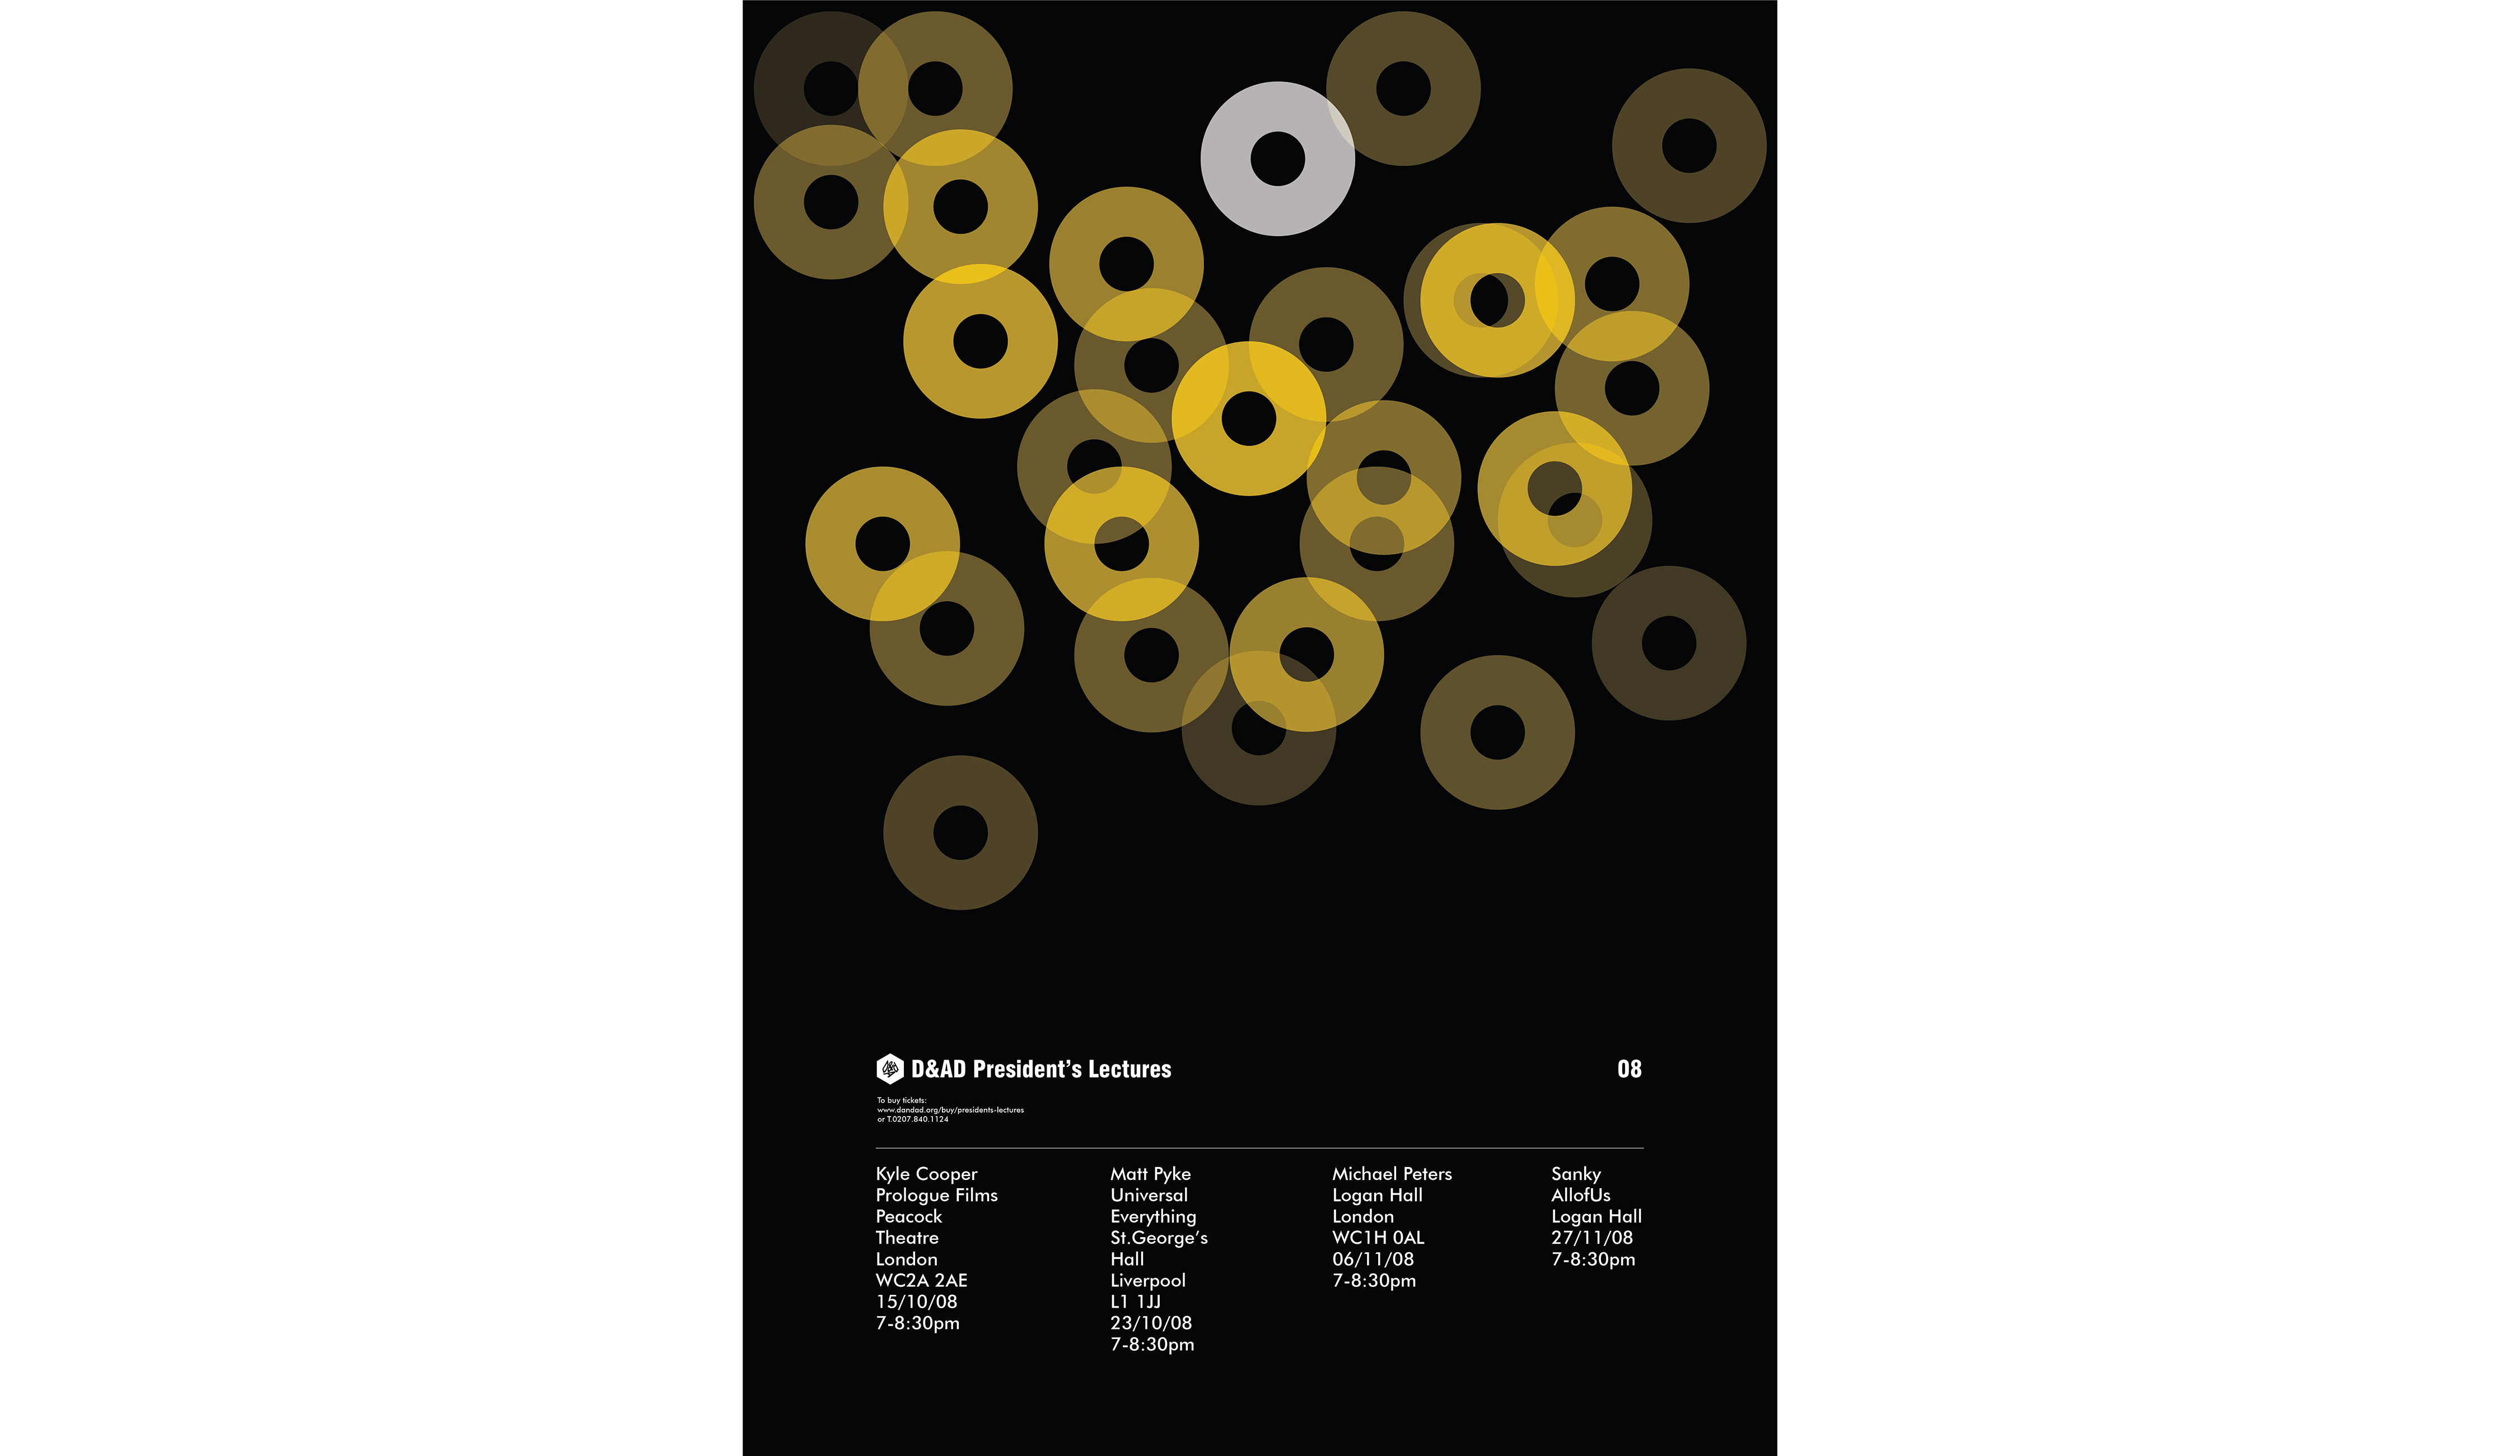 D&AD President's Lectures
08
To buy tickets:
www.dandad.org/buy/presidents-lectures
or T.0207.840.1124
Kyle Cooper
Prologue Films
Peacock
Theatre
London
WC2A 2AE
15/10/08
7-8:30pm
Matt Pyke
Universal
Everything
St.George's
Hall
Liverpool
L1 1JJ
23/10/08
7-8:30pm
Michael Peters
Logan Hall
London
WC1H 0AL
06/11/08
7-8:30pm
Sanky
AllofUs
Logan Hall
27/11/08
7-8:30pm